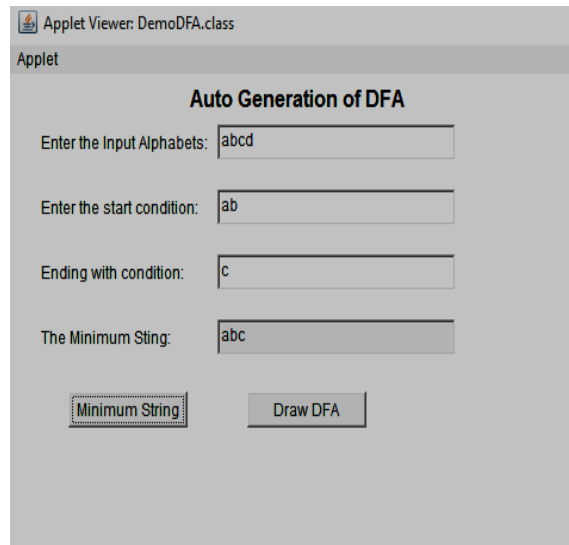 Applet Viewer: DemoDFA.class
Applet
Auto Generation of DFA
Enter the Input Alphabets: abcd
Enter the start condition: ab
Ending with condition: c
The Minimum Sting: abc
Minimum String Draw DFA